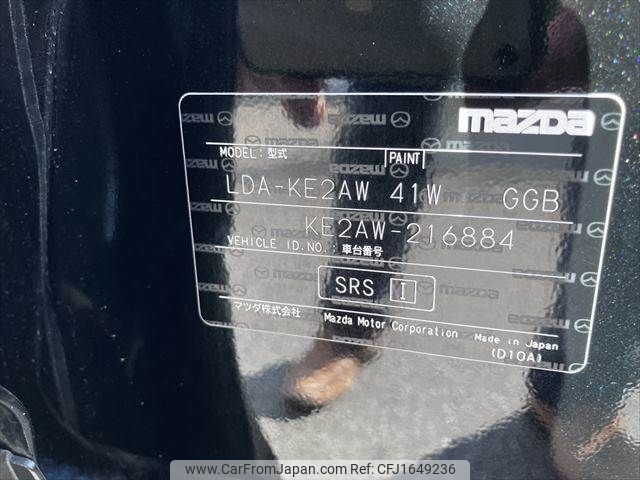 mazda
MODEL:型式 PAINT
LDA-KE2AW 41W GGB
KE2AW-216884
VEHICLE ID.NO.:車台番号
SRS I
マツダ株式会社 Mazda Motor Corporation Made in Japan
(D10A)
www.CarFromJapan.com - Ref No. CFJ1649236